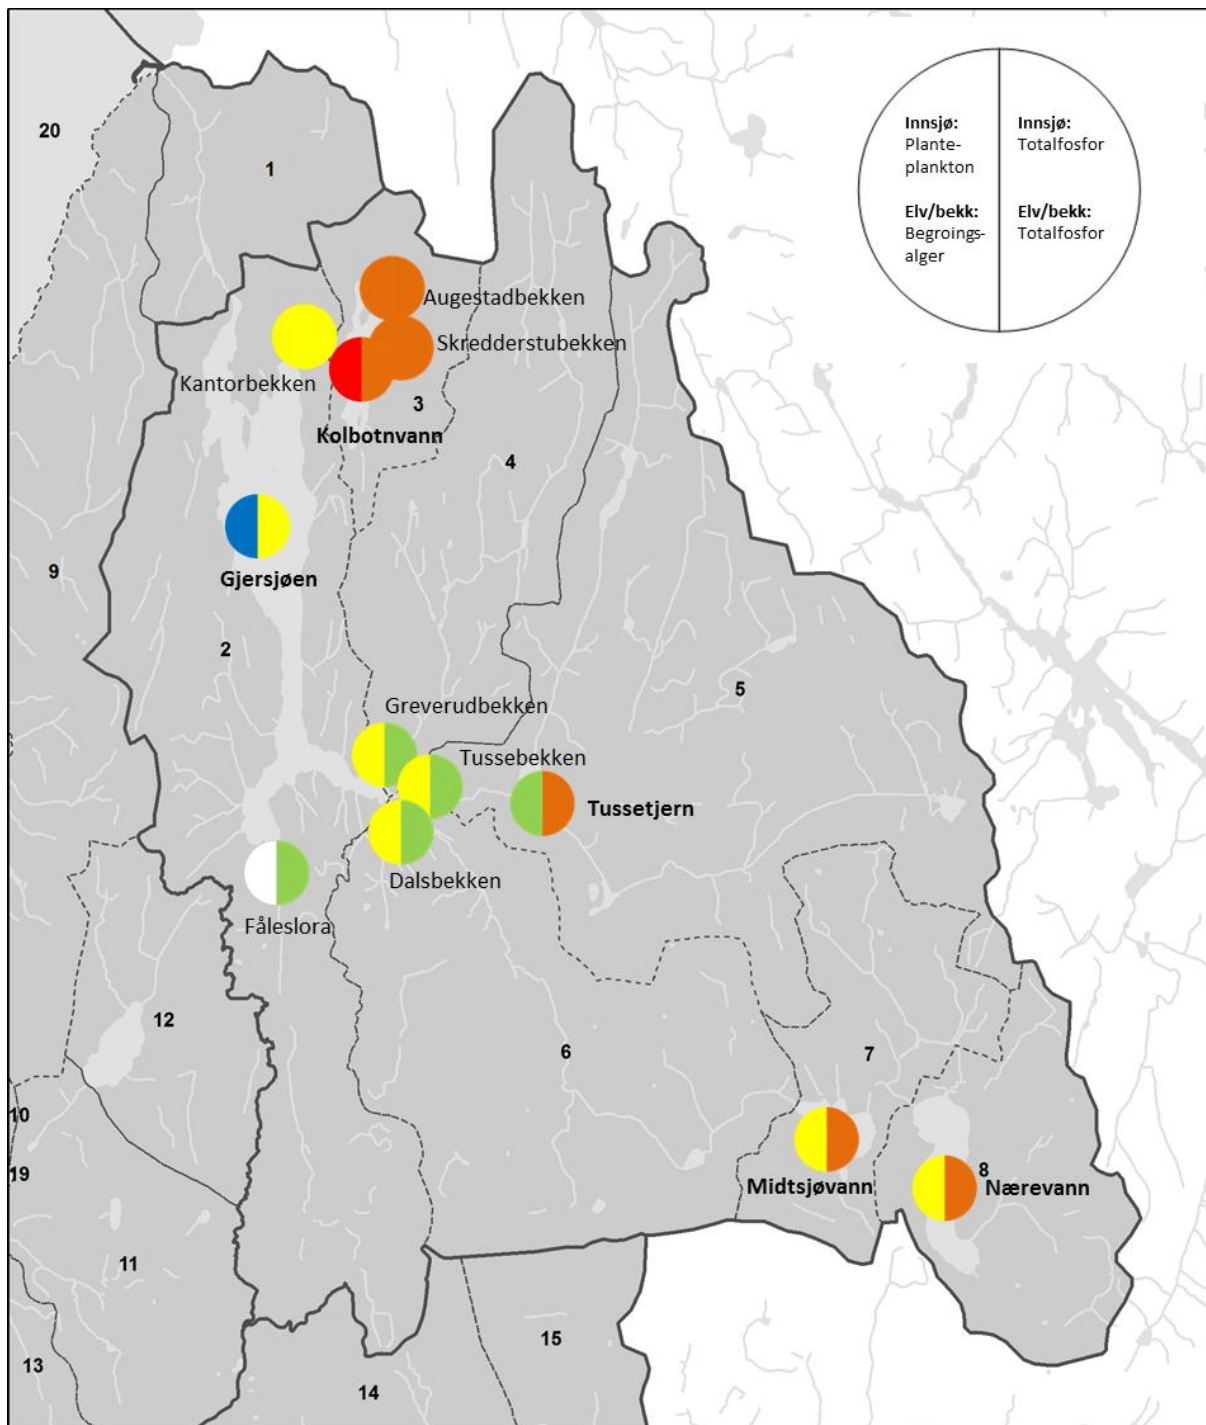 20
1
Innsjø:
Plante-
plankton
Innsjø:
Totalfosfor
Elv/bekk:
Begroings-
alger
Elv/bekk:
Totalfosfor
Augestadbekken
Skredderstubekken
Kantorbekken
3
Kolbotnvann
4
9
Gjersjøen
2
5
Greverudbekken
Tussebekken
Tussetjern
Dalsbekken
Fåleslora
12
6
7
10
19
8
Midtsjøvann
Nærevann
11
13
14
15